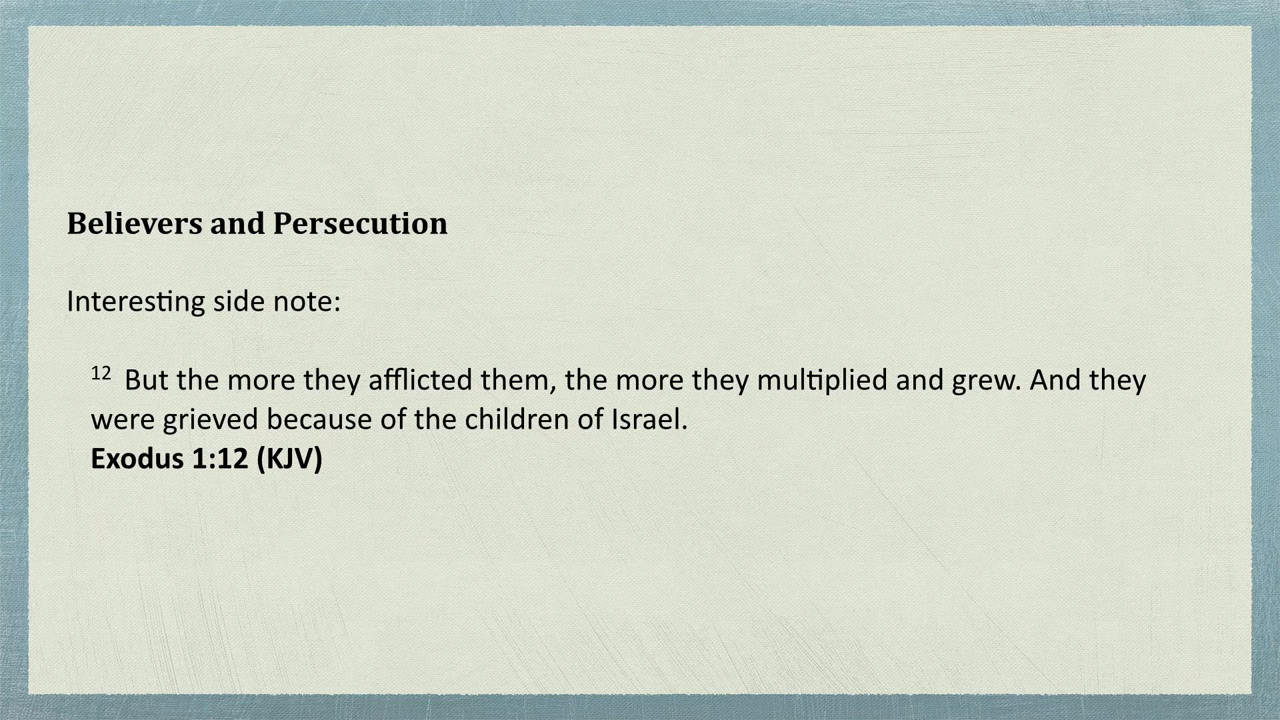 Believers and Persecution
Interesting side note:
12 But the more they afflicted them, the more they multiplied and grew. And they
were grieved because of the children of Israel.
Exodus 1:12 (KJV)